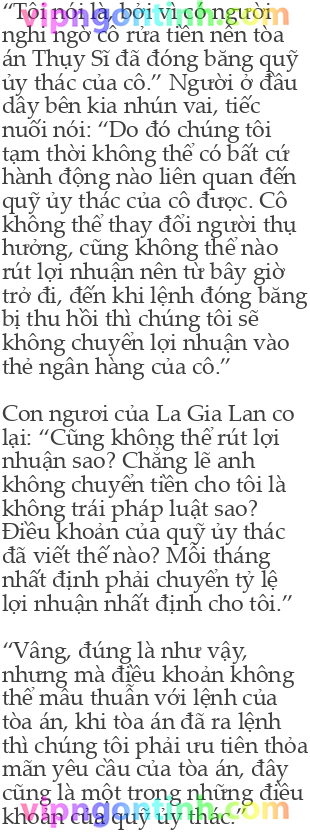 “Tôi nói là, bởi vì có người
nghi ngờ cô rửa tiền nên tòa
án Thụy Sĩ đã đóng băng quỹ
ủy thác của cô.” Người ở đầu
dây bên kia nhún vai, tiếc
nuối nói: “Do đó chúng tôi
tạm thời không thể có bất cứ
hành động nào liên quan đến
quỹ ủy thác của cô được. Cô
không thể thay đổi người thụ
hưởng, cũng không thể nào
rút lợi nhuận nên từ bây giờ
trở đi, đến khi lệnh đóng băng
bị thu hồi thì chúng tôi sẽ
không chuyển lợi nhuận vào
thẻ ngân hàng của cô.”
Con ngươi của La Gia Lan co
lại: “Cũng không thể rút lợi
nhuận sao? Chẳng lẽ anh
không chuyển tiền cho tôi là
không trái pháp luật sao?
Điều khoản của quỹ ủy thác
đã viết thế nào? Mỗi tháng
nhất định phải chuyển tỷ lệ
lợi nhuận nhất định cho tôi.”
“Vâng, đúng là như vậy,
nhưng mà điều khoản không
thể mâu thuẫn với lệnh của
tòa án, khi tòa án đã ra lệnh
thì chúng tôi phải ưu tiên thỏa
mãn yêu cầu của tòa án, đây
cũng là một trong những điều
khoản của quỹ ủy thác.”
vipngontinh.com
vipngontinh.com